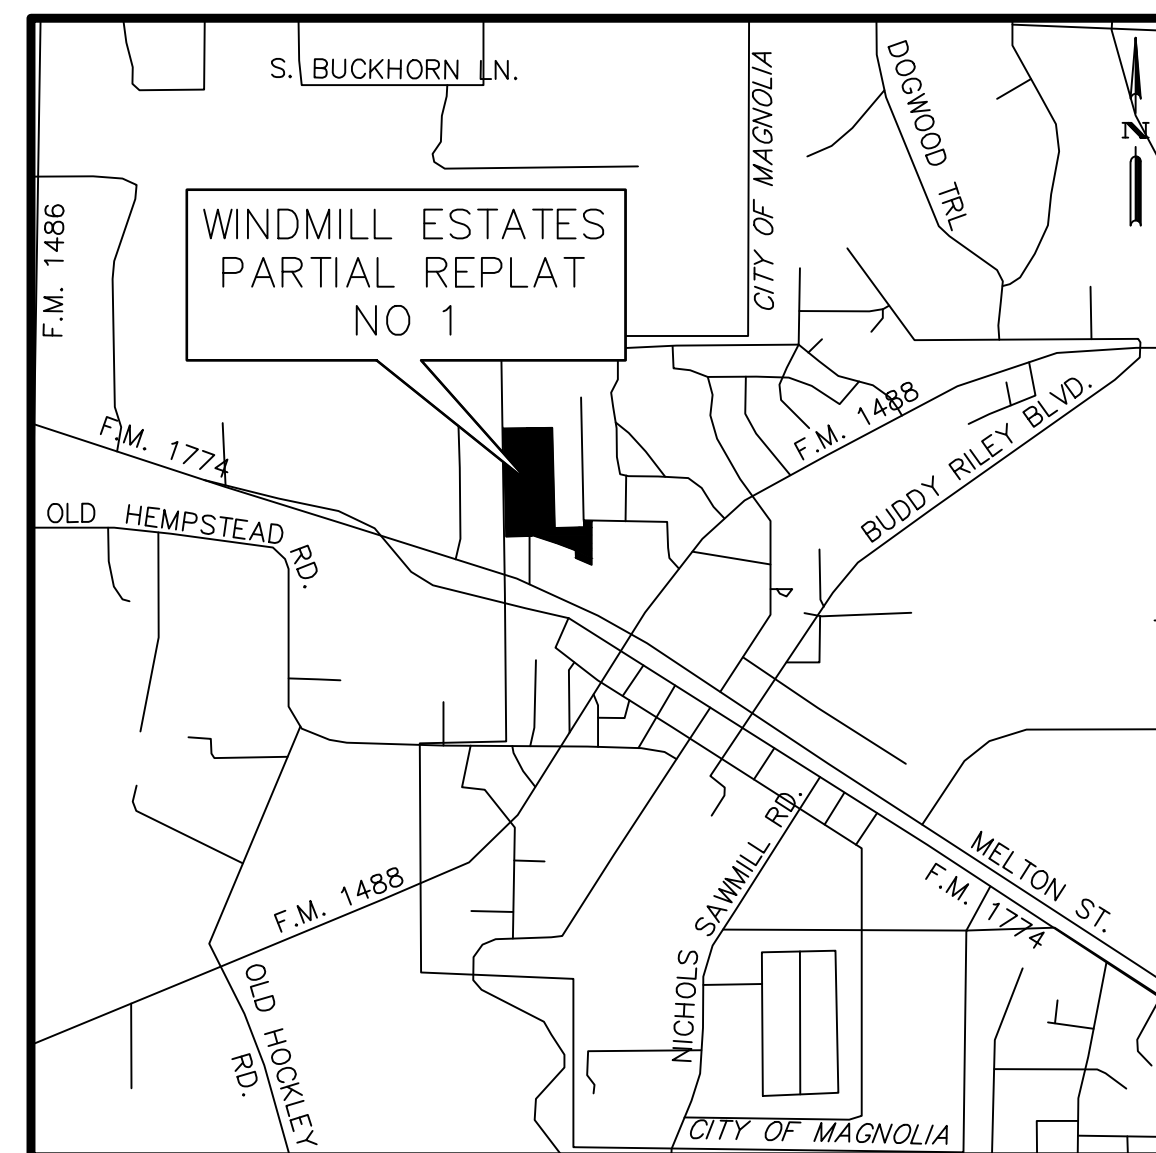 S. BUCKHORN LN.
CITY OF MAGNOLIA
DOGWOOD TRL
N
F.M. 1486
WINDMILL ESTATES
PARTIAL REPLAT
NO 1
F.M. 1774
F.M. 1488
BUDDY RILEY BLVD.
OLD HEMPSTEAD RD.
NICHOLS SAWMILL RD.
MELTON ST.
F.M. 1774
F.M. 1488
OLD HOCKLEY
RD.
CITY OF MAGNOLIA